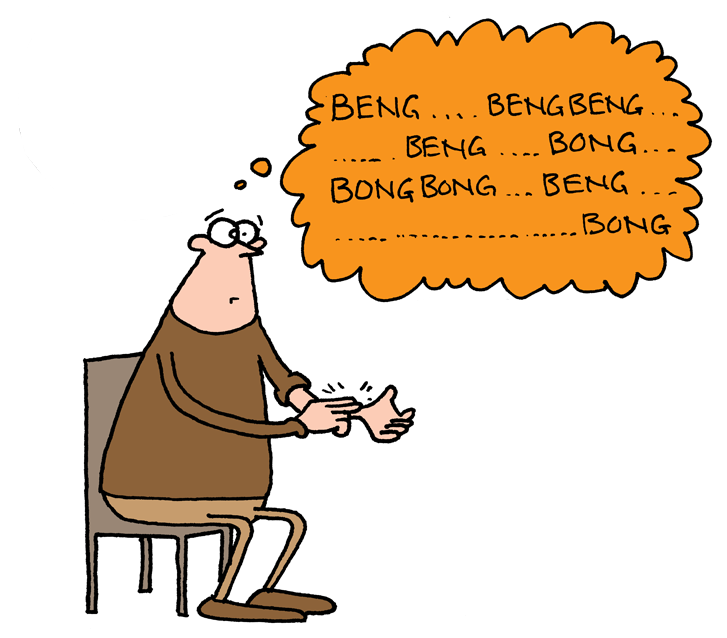 BENG .... BENGBENG ...
...... BENG .... BONG ....
BONGBONG ... BENG ....
..................... BONG